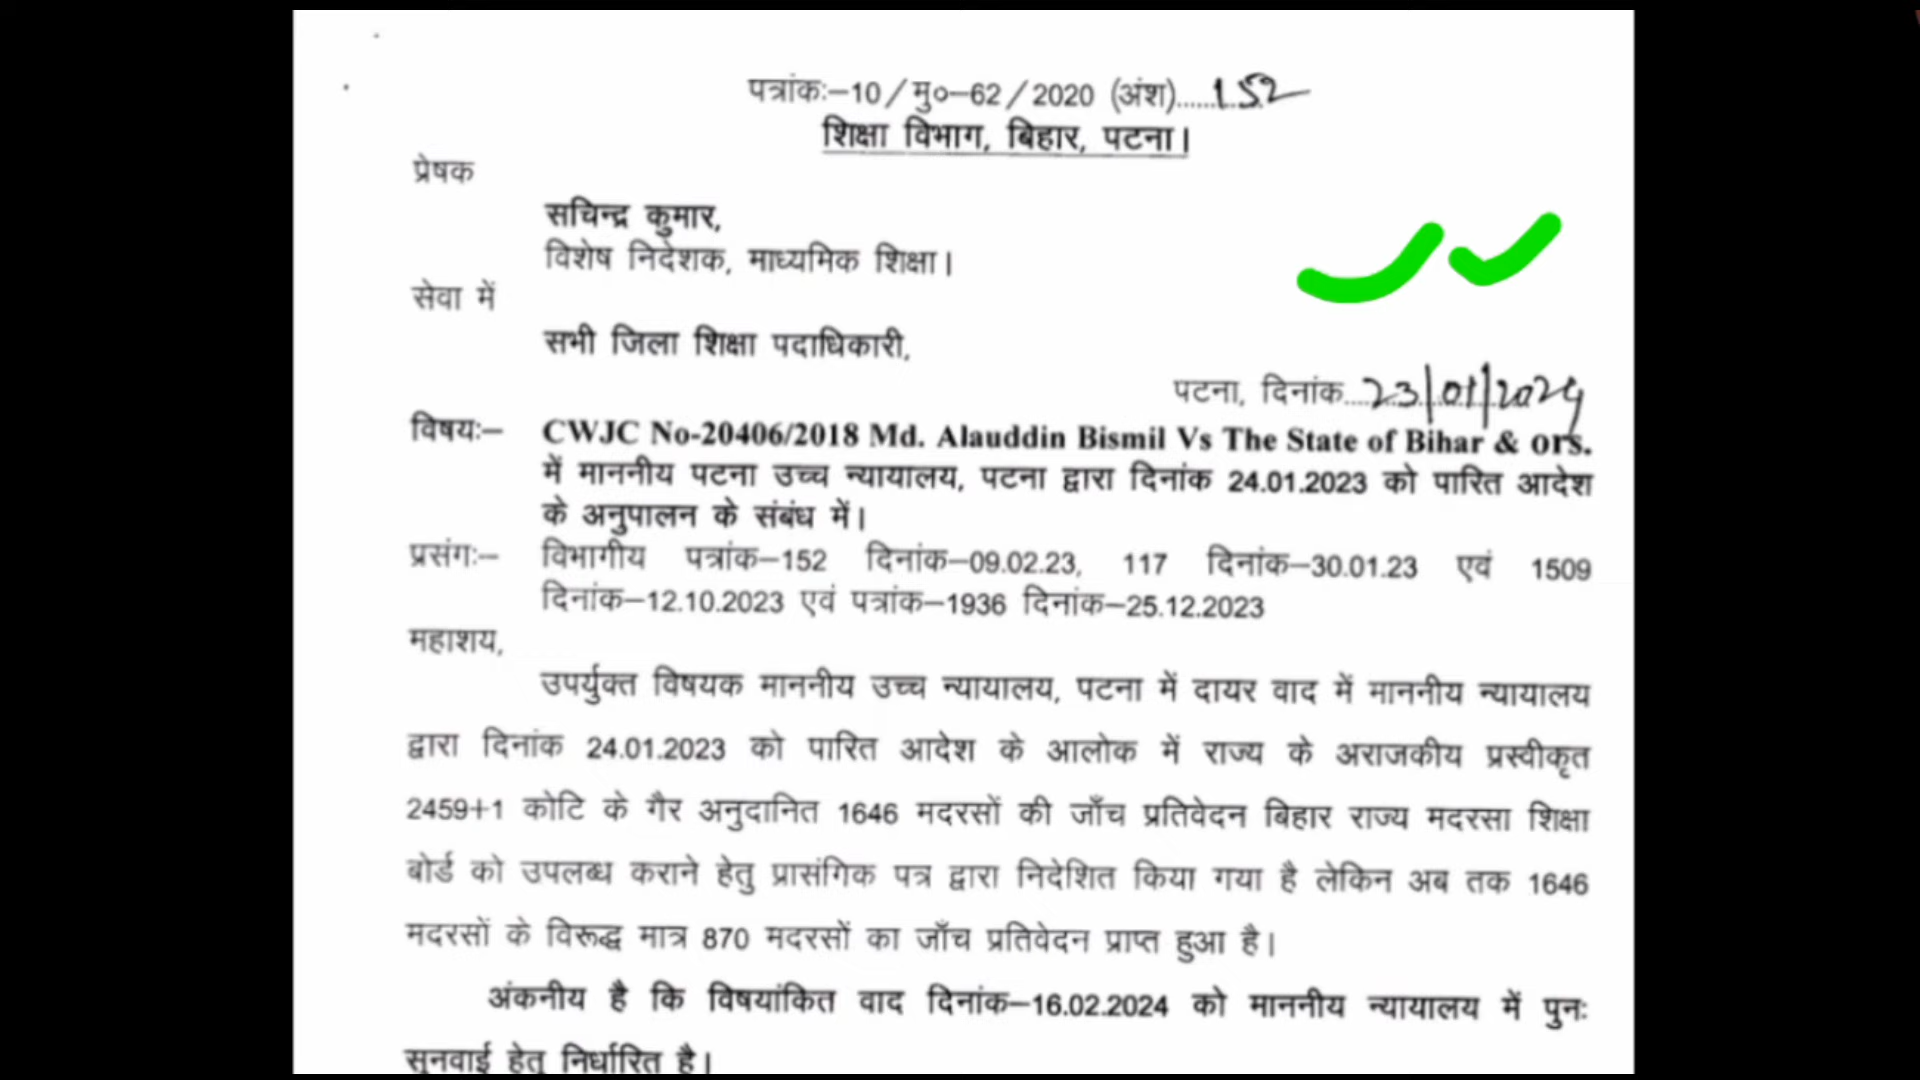 पत्रांकः–10/मु०–62/2020 (अंश).......152
शिक्षा विभाग, बिहार, पटना।
प्रेषक
सचिन्द्र कुमार,
विशेष निदेशक, माध्यमिक शिक्षा।
सेवा में
सभी जिला शिक्षा पदाधिकारी,
पटना, दिनांक....23/01/2024
विषयः– CWJC No-20406/2018 Md. Alauddin Bismil Vs The State of Bihar & ors.
में माननीय पटना उच्च न्यायालय, पटना द्वारा दिनांक 24.01.2023 को पारित आदेश
के अनुपालन के संबंध में।
प्रसंगः– विभागीय पत्रांक–152 दिनांक–09.02.23, 117 दिनांक–30.01.23 एवं 1509
दिनांक–12.10.2023 एवं पत्रांक–1936 दिनांक–25.12.2023
महाशय,
उपर्युक्त विषयक माननीय उच्च न्यायालय, पटना में दायर वाद में माननीय न्यायालय
द्वारा दिनांक 24.01.2023 को पारित आदेश के आलोक में राज्य के अराजकीय प्रस्वीकृत
2459+1 कोटि के गैर अनुदानित 1646 मदरसों की जाँच प्रतिवेदन बिहार राज्य मदरसा शिक्षा
बोर्ड को उपलब्ध कराने हेतु प्रासंगिक पत्र द्वारा निदेशित किया गया है लेकिन अब तक 1646
मदरसों के विरूद्ध मात्र 870 मदरसों का जाँच प्रतिवेदन प्राप्त हुआ है।
अंकनीय है कि विषयांकित वाद दिनांक–16.02.2024 को माननीय न्यायालय में पुनः
सुनवाई हेतु निर्धारित है।